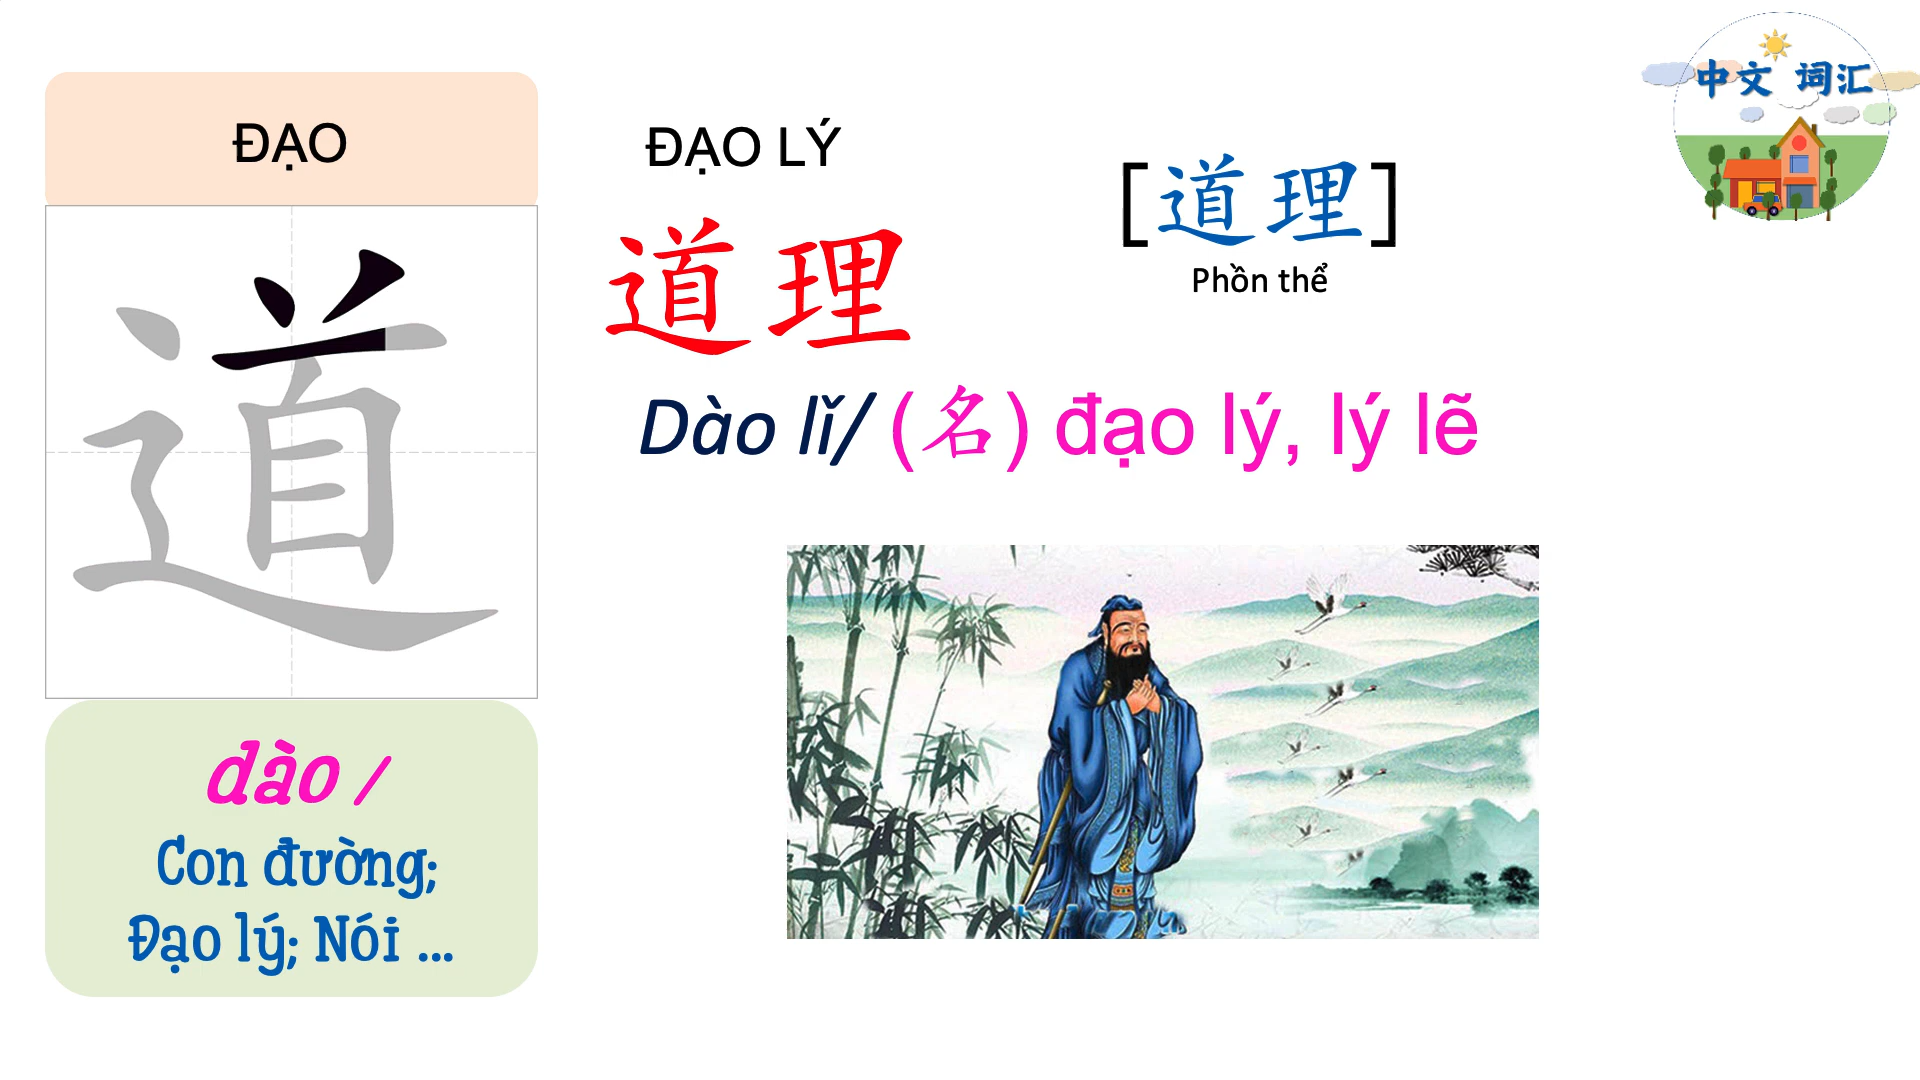 ĐẠO
道
dào /
Con đường;
Đạo lý; Nói ...
ĐẠO LÝ
道理
[道理]
Phồn thể
Dào lǐ/ (名) đạo lý, lý lẽ
中文 词汇